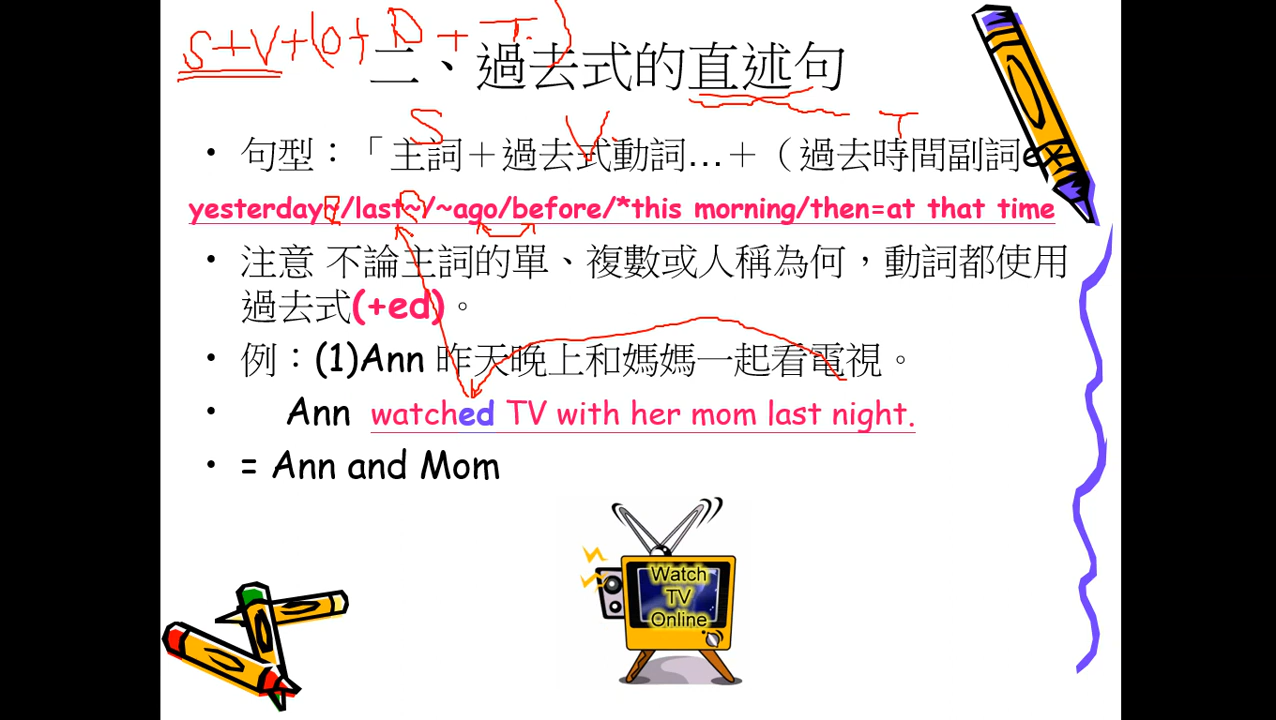 S+V+(O+P+T.)
二、過去式的直述句
S V T
• 句型：「主詞＋過去式動詞…＋（過去時間副詞ex
yesterday~/last~/~ago/before/*this morning/then=at that time
• 注意 不論主詞的單、複數或人稱為何，動詞都使用
過去式(+ed)。
• 例：(1)Ann 昨天晚上和媽媽一起看電視。
• Ann watched TV with her mom last night.
• = Ann and Mom
Watch
TV
Online